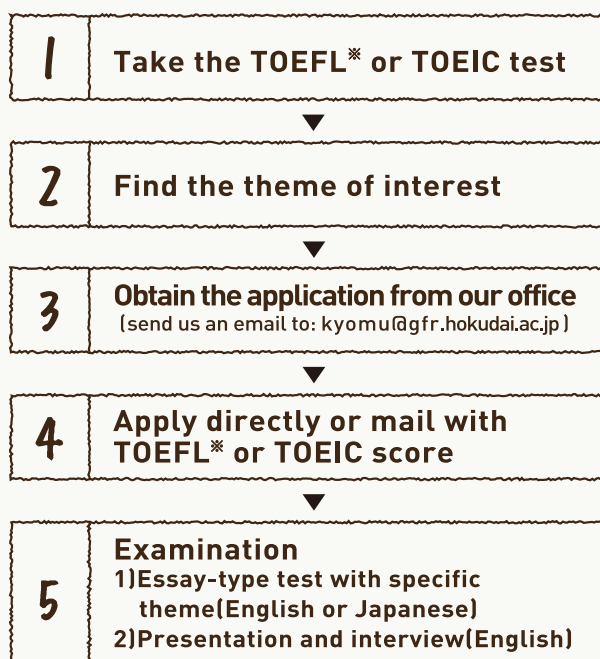 1
Take the TOEFL※ or TOEIC test
▼
2
Find the theme of interest
▼
3
Obtain the application from our office
(send us an email to: kyomu@gfr.hokudai.ac.jp)
▼
4
Apply directly or mail with
TOEFL※ or TOEIC score
▼
5
Examination
1)Essay-type test with specific
theme(English or Japanese)
2)Presentation and interview(English)